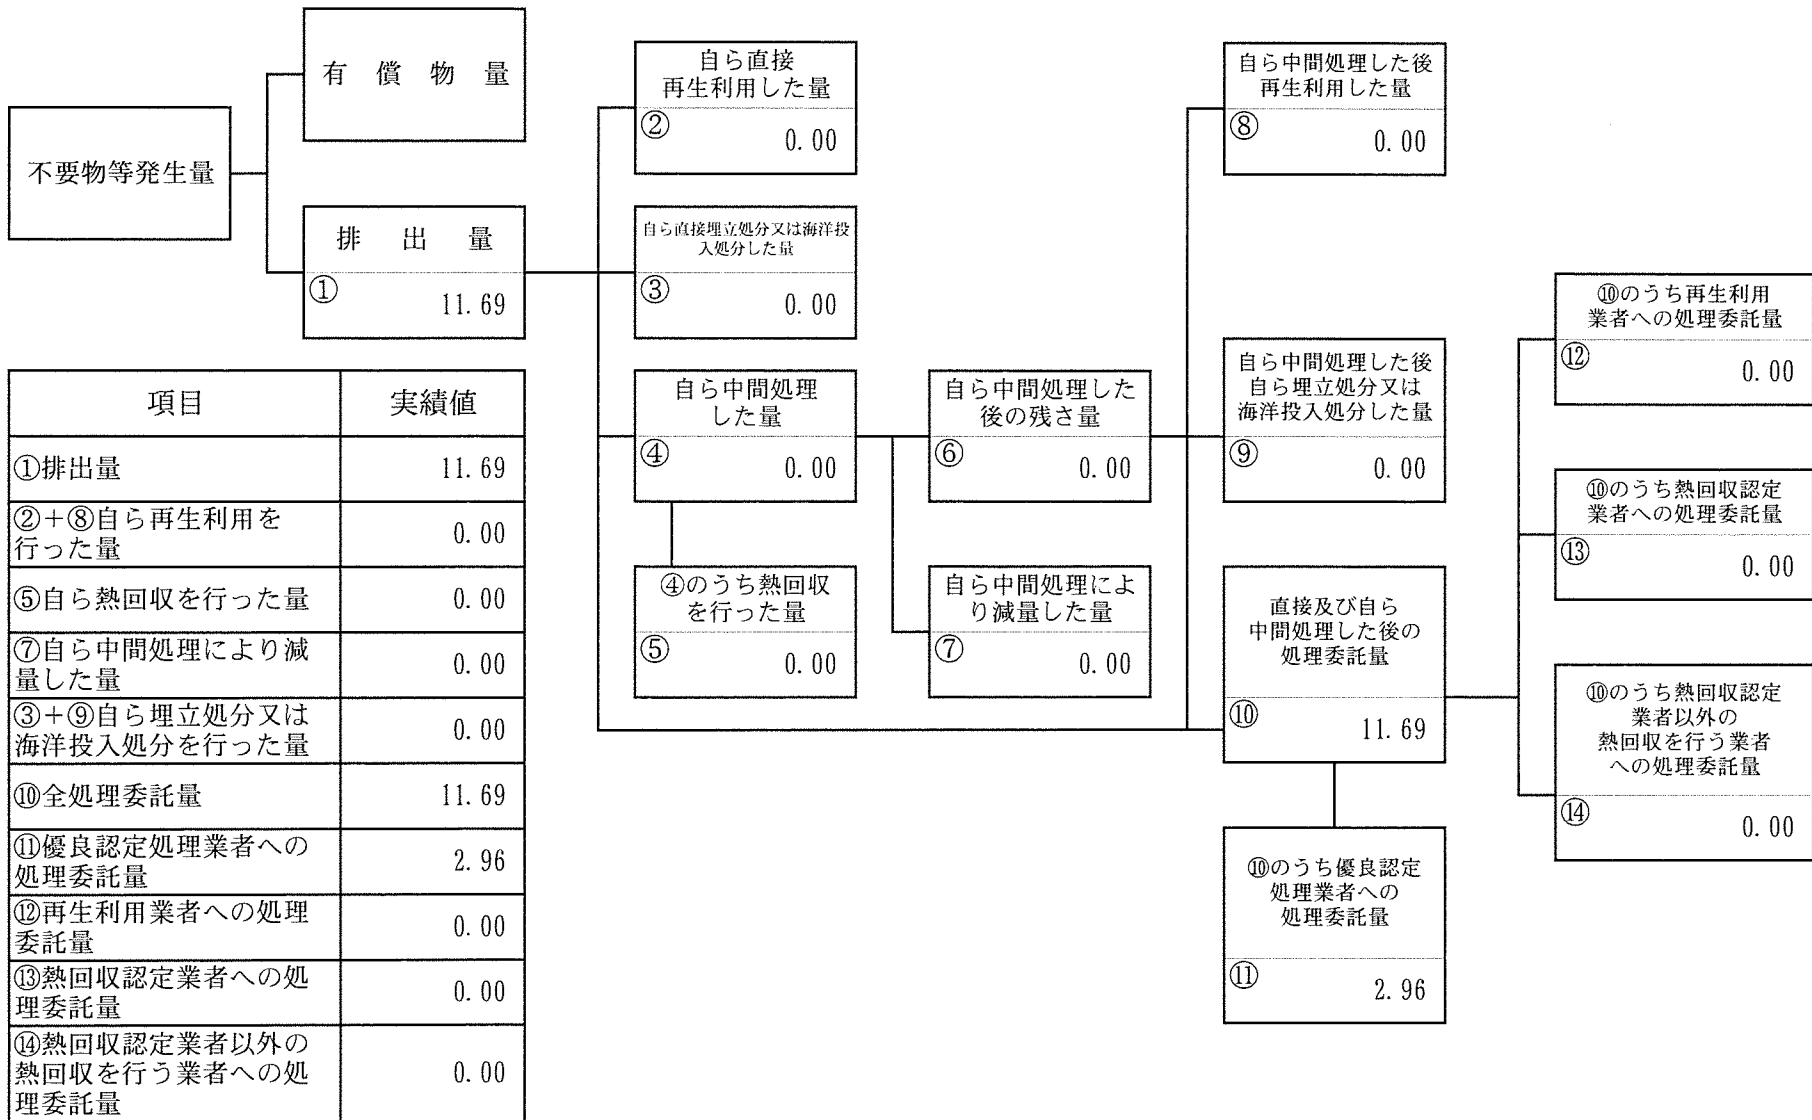 有 償 物 量
不要物等発生量
排 出 量
① 11.69
自ら直接
再生利用した量
② 0.00
自ら直接埋立処分又は海洋投
入処分した量
③ 0.00
自ら中間処理
した量
④ 0.00
④のうち熱回収
を行った量
⑤ 0.00
自ら中間処理した
後の残さ量
⑥ 0.00
自ら中間処理によ
り減量した量
⑦ 0.00
自ら中間処理した後
再生利用した量
⑧ 0.00
自ら中間処理した後
自ら埋立処分又は
海洋投入処分した量
⑨ 0.00
直接及び自ら
中間処理した後の
処理委託量
⑩ 11.69
⑩のうち優良認定
処理業者への
処理委託量
⑪ 2.96
⑩のうち再生利用
業者への処理委託量
⑫ 0.00
⑩のうち熱回収認定
業者への処理委託量
⑬ 0.00
⑩のうち熱回収認定
業者以外の
熱回収を行う業者
への処理委託量
⑭ 0.00
項目 実績値
①排出量 11.69
②+⑧自ら再生利用を
行った量 0.00
⑤自ら熱回収を行った量 0.00
⑦自ら中間処理により減
量した量 0.00
③+⑨自ら埋立処分又は
海洋投入処分を行った量 0.00
⑩全処理委託量 11.69
⑪優良認定処理業者への
処理委託量 2.96
⑫再生利用業者への処理
委託量 0.00
⑬熱回収認定業者への処
理委託量 0.00
⑭熱回収認定業者以外の
熱回収を行う業者への処
理委託量 0.00